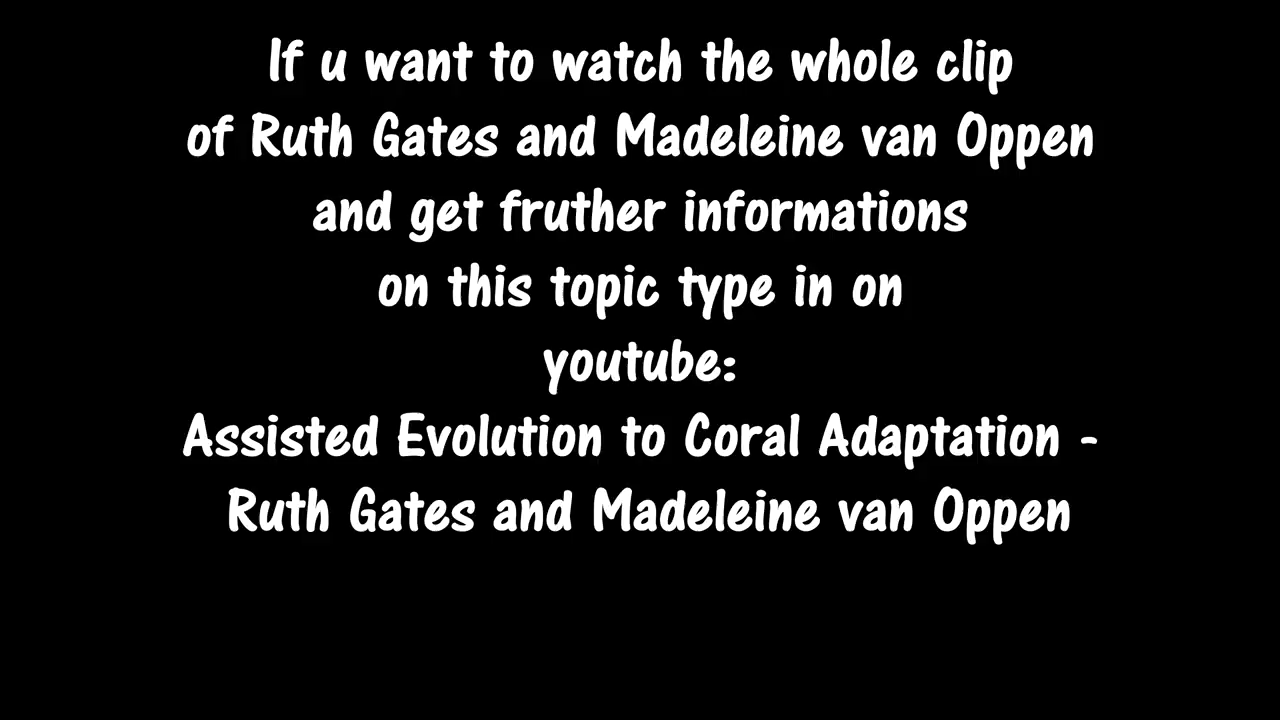 If u want to watch the whole clip
of Ruth Gates and Madeleine van Oppen
and get fruther informations
on this topic type in on
youtube:
Assisted Evolution to Coral Adaptation -
Ruth Gates and Madeleine van Oppen